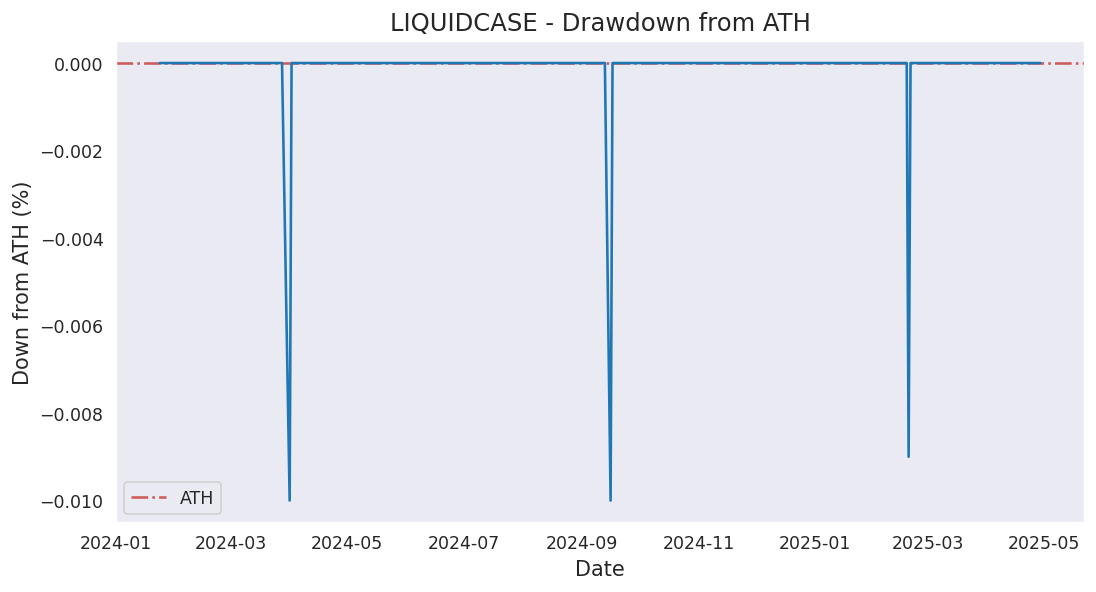 LIQUIDCASE - Drawdown from ATH
Down from ATH (%)
0.000
−0.002
−0.004
−0.006
−0.008
−0.010
ATH
2024-01 2024-03 2024-05 2024-07 2024-09 2024-11 2025-01 2025-03 2025-05
Date